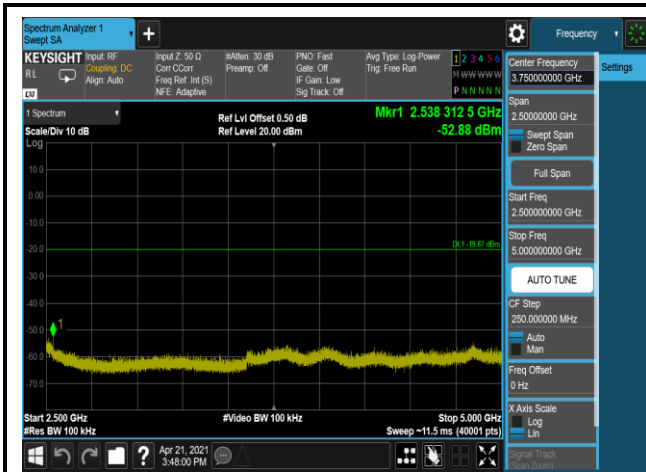 Spectrum Analyzer 1
Swept SA
+
Frequency
KEYSIGHT Input: RF
RL
Coupling: DC
Align: Auto
LXI
Input Z: 50 Ω
Corr CCorr
Freq Ref: Int (S)
NFE: Adaptive
#Atten: 30 dB
Preamp: Off
PNO: Fast
Gate: Off
IF Gain: Low
Sig Track: Off
Avg Type: Log-Power
Trig: Free Run
1 2 3 4 5 6
M W W W W W
P N N N N N
Center Frequency
3.750000000 GHz
Settings
Span
2.50000000 GHz
Swept Span
Zero Span
Full Span
Start Freq
2.500000000 GHz
Stop Freq
5.000000000 GHz
AUTO TUNE
CF Step
250.000000 MHz
Auto
Man
Freq Offset
0 Hz
X Axis Scale
Log
Lin
Signal Track
(Span Zoom)
1 Spectrum
Scale/Div 10 dB
Log
Ref Lvl Offset 0.50 dB
Ref Level 20.00 dBm
Mkr1 2.538 312 5 GHz
-52.88 dBm
10.0
0.00
-10.0
-20.0
-30.0
-40.0
-50.0
-60.0
-70.0
DL1 -19.87 dBm
1
Start 2.500 GHz
#Res BW 100 kHz
#Video BW 100 kHz
Stop 5.000 GHz
Sweep ~11.5 ms (40001 pts)
?
Apr 21, 2021
3:48:00 PM